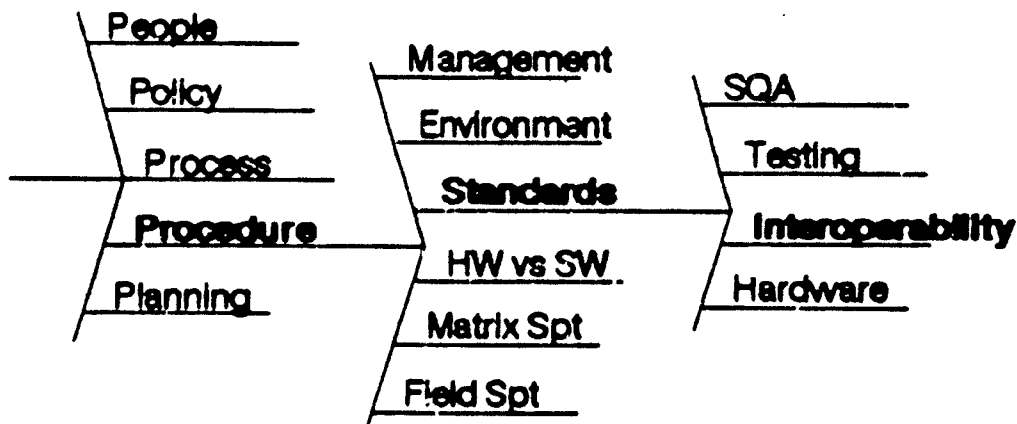 People
Policy
Process
Procedure
Planning
Management
Environment
Standards
HW vs SW
Matrix Spt
Field Spt
SQA
Testing
Interoperability
Hardware